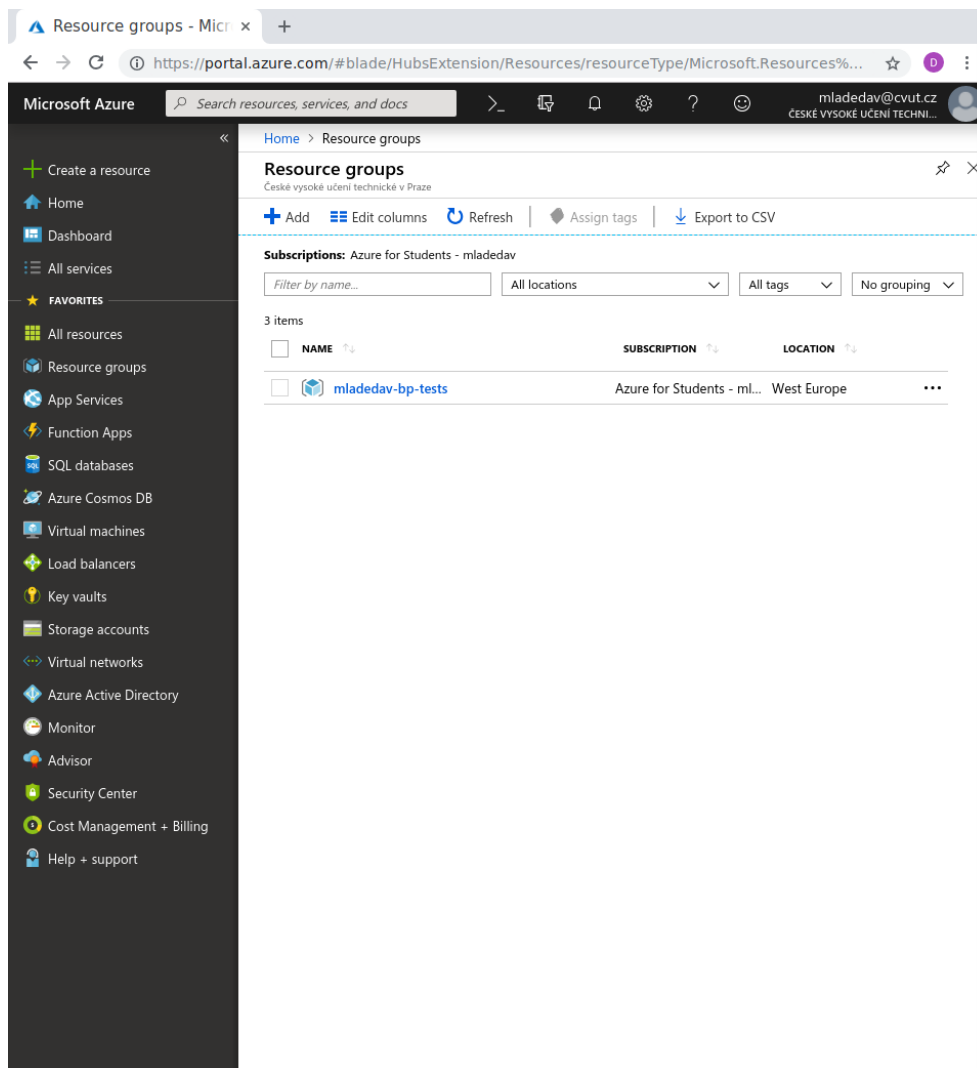 Resource groups - Micr
https://portal.azure.com/#blade/HubsExtension/Resources/resourceType/Microsoft.Resources%...
D
Microsoft Azure
Search resources, services, and docs
mladedav@cvut.cz
ČESKÉ VYSOKÉ UČENÍ TECHNI...
Create a resource
Home
Dashboard
All services
FAVORITES
All resources
Resource groups
App Services
Function Apps
SQL databases
Azure Cosmos DB
Virtual machines
Load balancers
Key vaults
Storage accounts
Virtual networks
Azure Active Directory
Monitor
Advisor
Security Center
Cost Management + Billing
Help + support
Home > Resource groups
Resource groups
České vysoké učení technické v Praze
Add Edit columns Refresh Assign tags Export to CSV
Subscriptions: Azure for Students - mladedav
Filter by name... All locations All tags No grouping
3 items
NAME SUBSCRIPTION LOCATION
mladedav-bp-tests Azure for Students - ml... West Europe